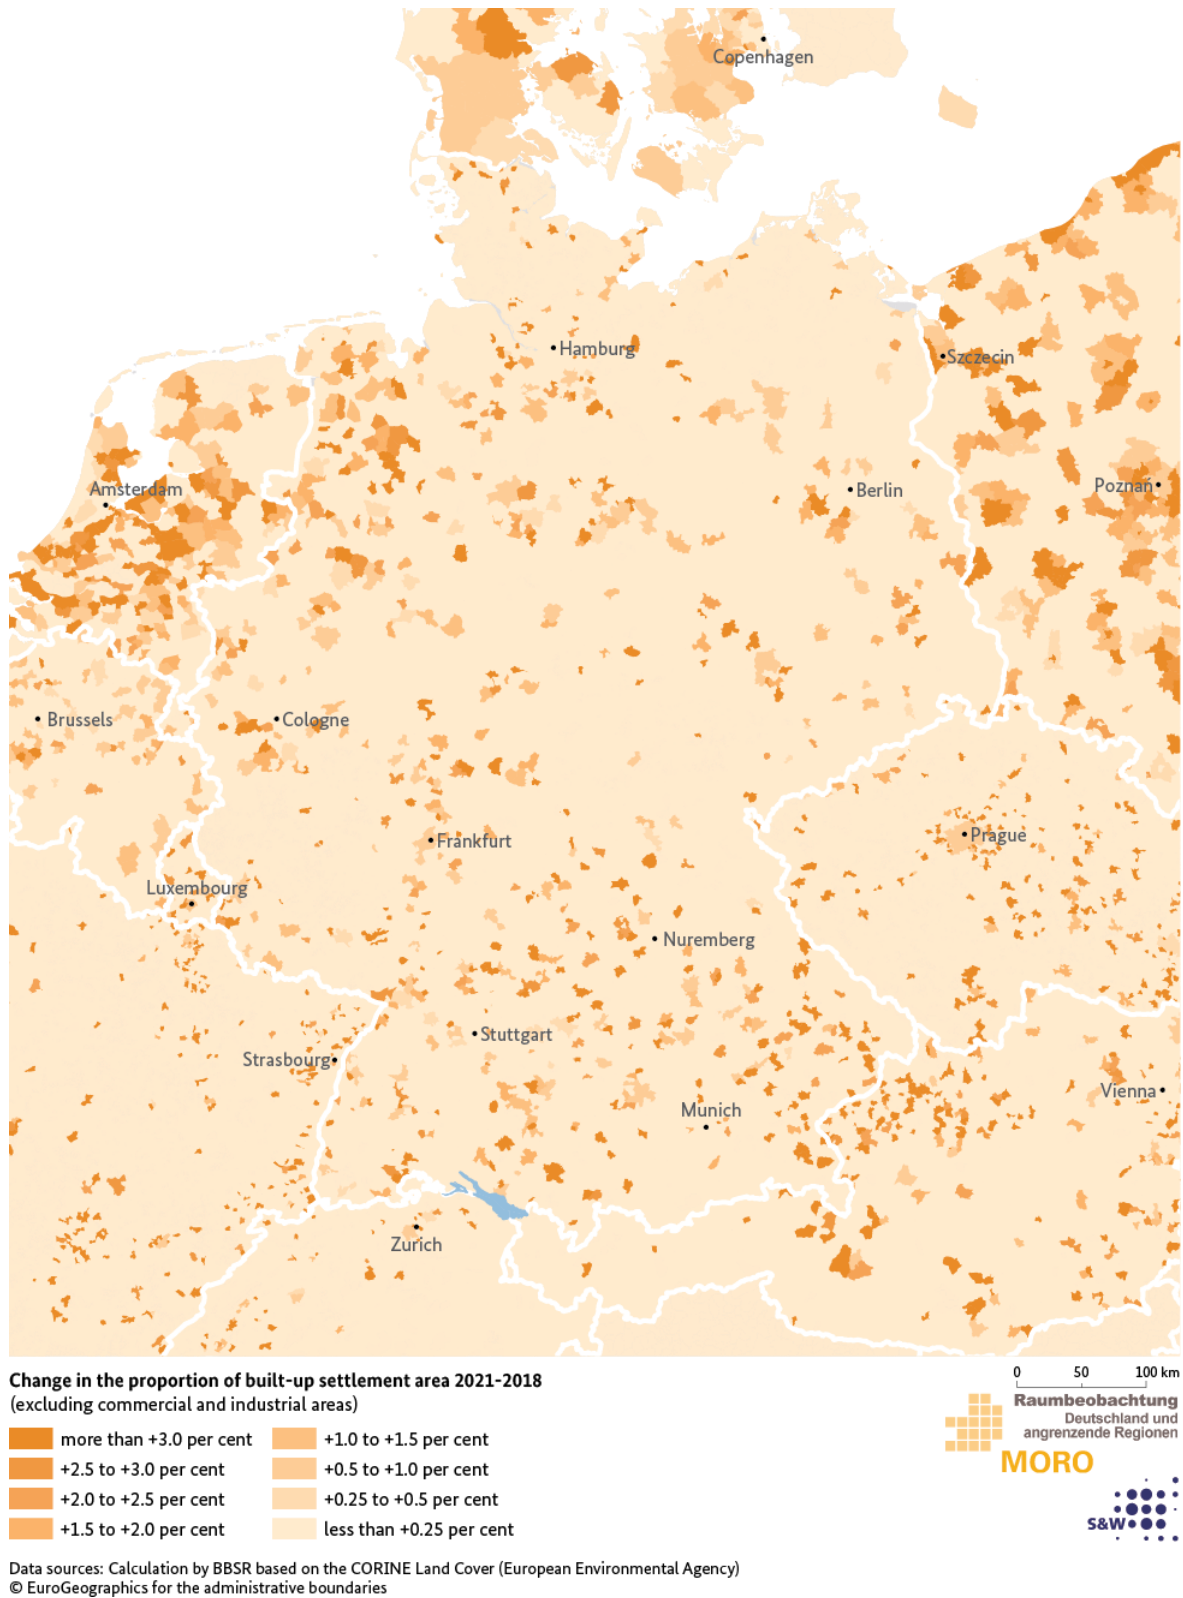 Copenhagen
Hamburg
Szczecin
Amsterdam
Berlin
Poznań
Brussels
Cologne
Frankfurt
Prague
Luxembourg
Nuremberg
Stuttgart
Strasbourg
Vienna
Munich
Zurich
Change in the proportion of built-up settlement area 2021-2018
(excluding commercial and industrial areas)
more than +3.0 per cent
+2.5 to +3.0 per cent
+2.0 to +2.5 per cent
+1.5 to +2.0 per cent
+1.0 to +1.5 per cent
+0.5 to +1.0 per cent
+0.25 to +0.5 per cent
less than +0.25 per cent
0 50 100 km
Raumbeobachtung
Deutschland und
angrenzende Regionen
MORO
S&W
Data sources: Calculation by BBSR based on the CORINE Land Cover (European Environmental Agency)
© EuroGeographics for the administrative boundaries